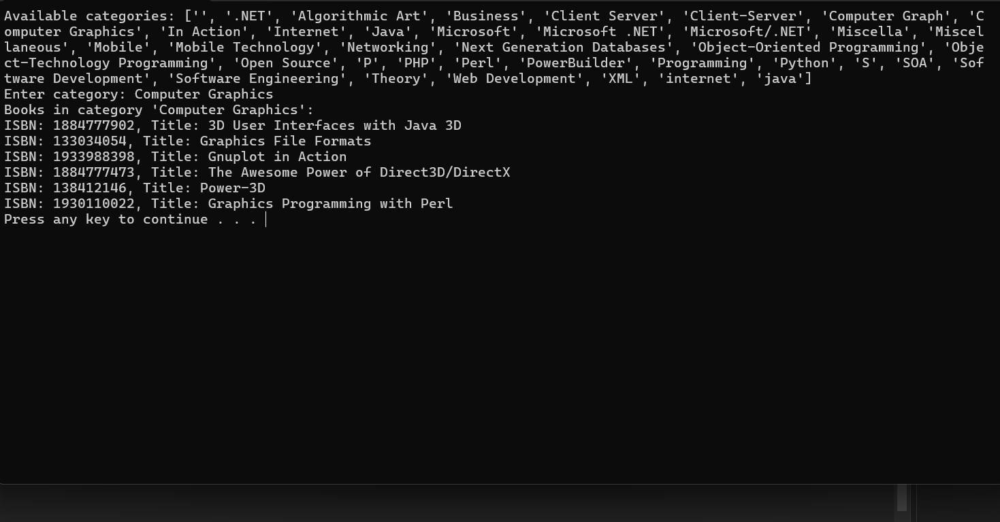 Available categories: ['', '.NET', 'Algorithmic Art', 'Business', 'Client Server', 'Client-Server', 'Computer Graph', 'C
omputer Graphics', 'In Action', 'Internet', 'Java', 'Microsoft', 'Microsoft .NET', 'Microsoft/.NET', 'Miscella', 'Miscel
laneous', 'Mobile', 'Mobile Technology', 'Networking', 'Next Generation Databases', 'Object-Oriented Programming', 'Obje
ct-Technology Programming', 'Open Source', 'P', 'PHP', 'Perl', 'PowerBuilder', 'Programming', 'Python', 'S', 'SOA', 'Sof
tware Development', 'Software Engineering', 'Theory', 'Web Development', 'XML', 'internet', 'java']
Enter category: Computer Graphics
Books in category 'Computer Graphics':
ISBN: 1884777902, Title: 3D User Interfaces with Java 3D
ISBN: 133034054, Title: Graphics File Formats
ISBN: 1933988398, Title: Gnuplot in Action
ISBN: 1884777473, Title: The Awesome Power of Direct3D/DirectX
ISBN: 138412146, Title: Power-3D
ISBN: 1930110022, Title: Graphics Programming with Perl
Press any key to continue . . .